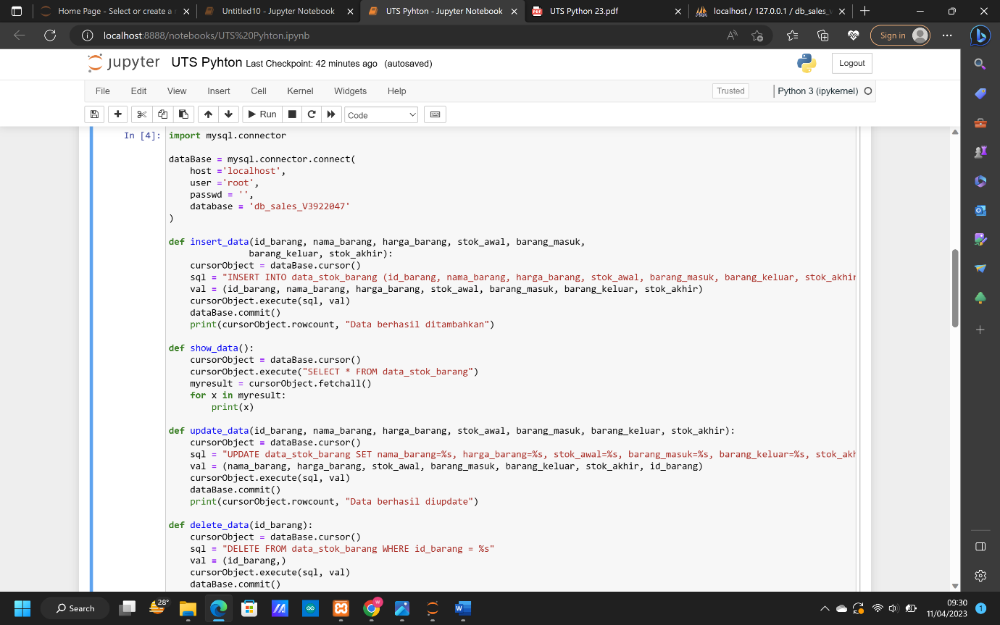 Home Page - Select or create a
Untitled10 - Jupyter Notebook
UTS Pyhton - Jupyter Notebook
PDF
UTS Python 23.pdf
localhost / 127.0.0.1 / db_sales_v
localhost:8888/notebooks/UTS%20Pyhton.ipynb
Sign in
jupyter UTS Pyhton Last Checkpoint: 42 minutes ago (autosaved)
Logout
File Edit View Insert Cell Kernel Widgets Help
Trusted
Python 3 (ipykernel)
Run
Code
In [4]: import mysql.connector
dataBase = mysql.connector.connect(
host ='localhost',
user ='root',
passwd = '',
database = 'db_sales_V3922047'
)
def insert_data(id_barang, nama_barang, harga_barang, stok_awal, barang_masuk,
barang_keluar, stok_akhir):
cursorObject = dataBase.cursor()
sql = "INSERT INTO data_stok_barang (id_barang, nama_barang, harga_barang, stok_awal, barang_masuk, barang_keluar, stok_akhir
val = (id_barang, nama_barang, harga_barang, stok_awal, barang_masuk, barang_keluar, stok_akhir)
cursorObject.execute(sql, val)
dataBase.commit()
print(cursorObject.rowcount, "Data berhasil ditambahkan")
def show_data():
cursorObject = dataBase.cursor()
cursorObject.execute("SELECT * FROM data_stok_barang")
myresult = cursorObject.fetchall()
for x in myresult:
print(x)
def update_data(id_barang, nama_barang, harga_barang, stok_awal, barang_masuk, barang_keluar, stok_akhir):
cursorObject = dataBase.cursor()
sql = "UPDATE data_stok_barang SET nama_barang=%s, harga_barang=%s, stok_awal=%s, barang_masuk=%s, barang_keluar=%s, stok_akh
val = (nama_barang, harga_barang, stok_awal, barang_masuk, barang_keluar, stok_akhir, id_barang)
cursorObject.execute(sql, val)
dataBase.commit()
print(cursorObject.rowcount, "Data berhasil diupdate")
def delete_data(id_barang):
cursorObject = dataBase.cursor()
sql = "DELETE FROM data_stok_barang WHERE id_barang = %s"
val = (id_barang,)
cursorObject.execute(sql, val)
dataBase.commit()
Search
28°
09:30
11/04/2023
1